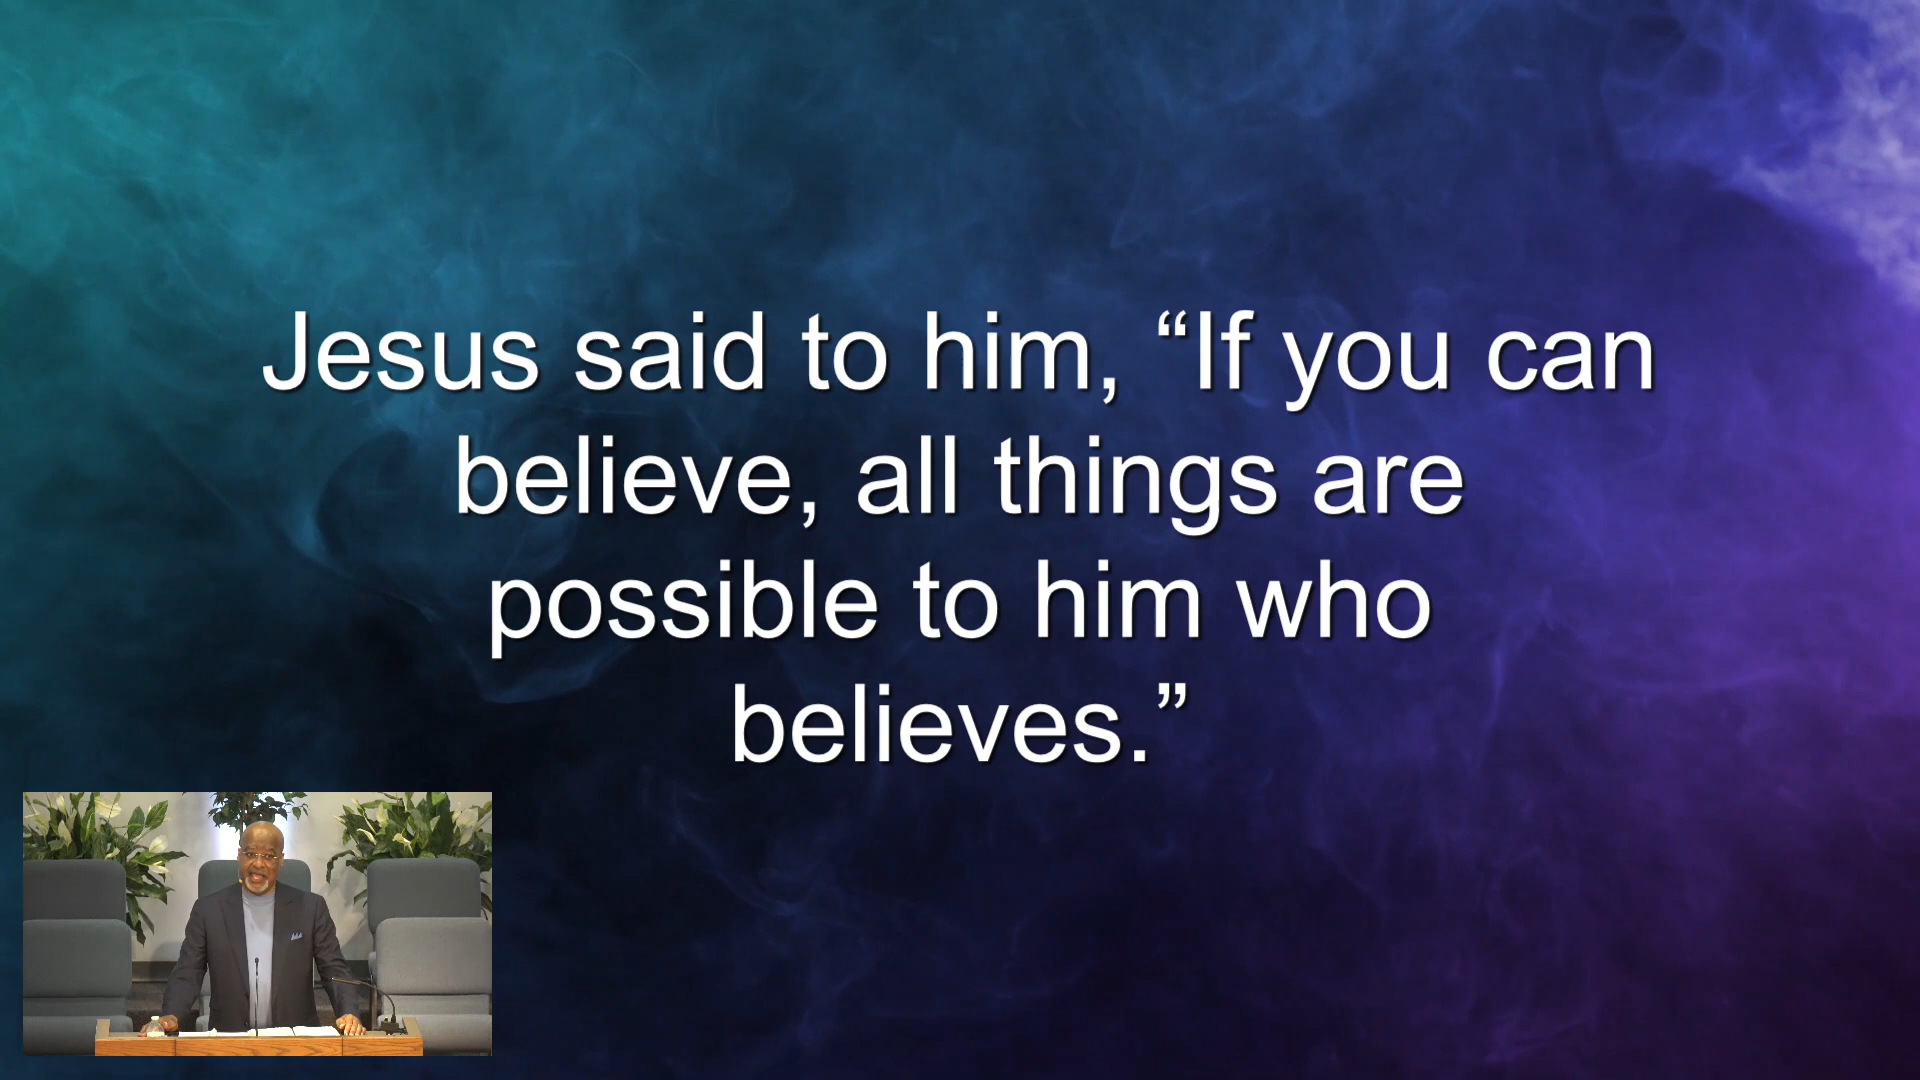 Jesus said to him, “If you can
believe, all things are
possible to him who
believes.”